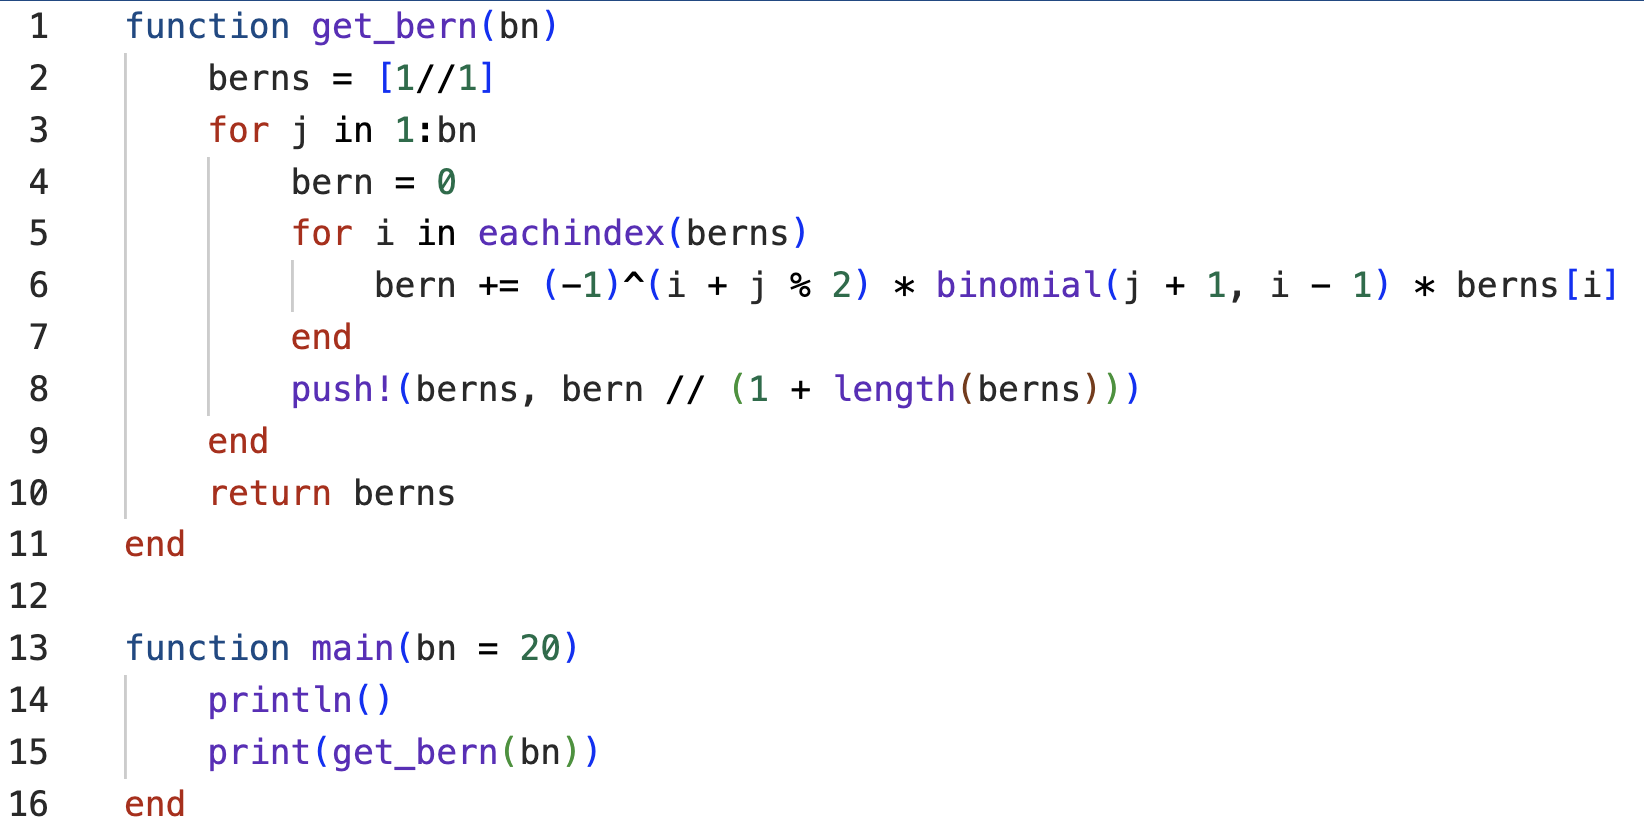 1 function get_bern(bn)
2 berns = [1//1]
3 for j in 1:bn
4 bern = 0
5 for i in eachindex(berns)
6 bern += (-1)^(i + j % 2) * binomial(j + 1, i - 1) * berns[i]
7 end
8 push!(berns, bern // (1 + length(berns)))
9 end
10 return berns
11 end
12
13 function main(bn = 20)
14 println()
15 print(get_bern(bn))
16 end